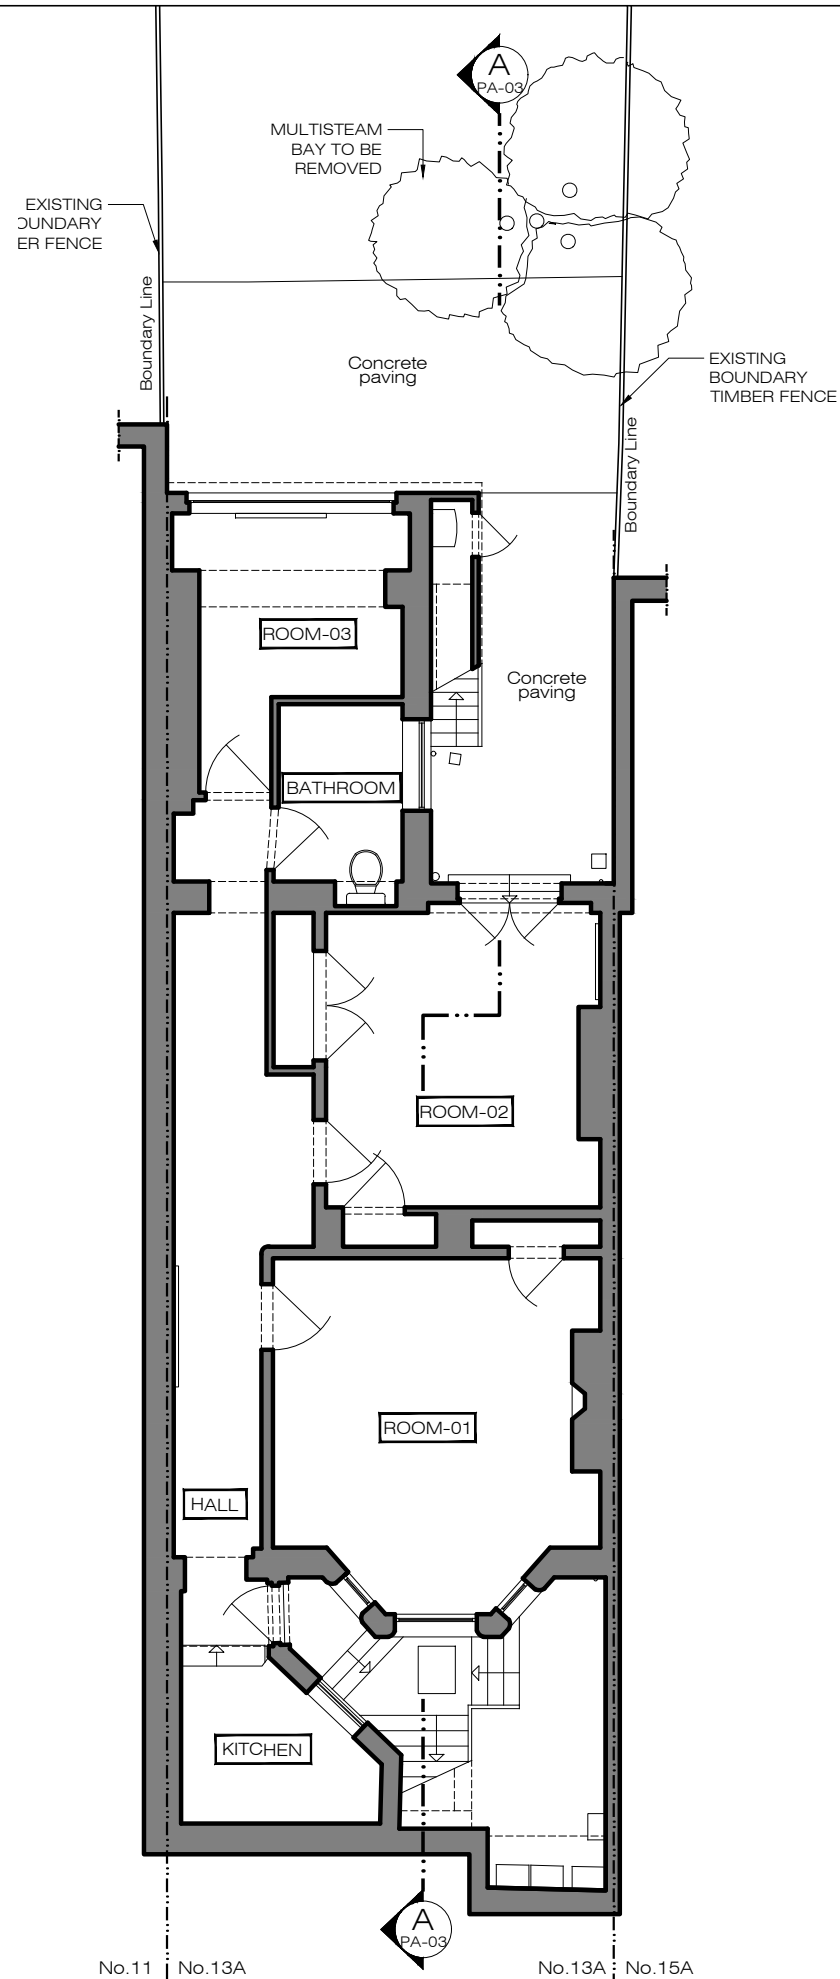 A
PA-03
MULTISTEAM
BAY TO BE
REMOVED
EXISTING
OUNDARY
ER FENCE
Boundary Line
Concrete
paving
EXISTING
BOUNDARY
TIMBER FENCE
Boundary Line
ROOM-03
Concrete
paving
BATHROOM
ROOM-02
ROOM-01
HALL
KITCHEN
A
PA-03
No.11
No.13A
No.13A
No.15A